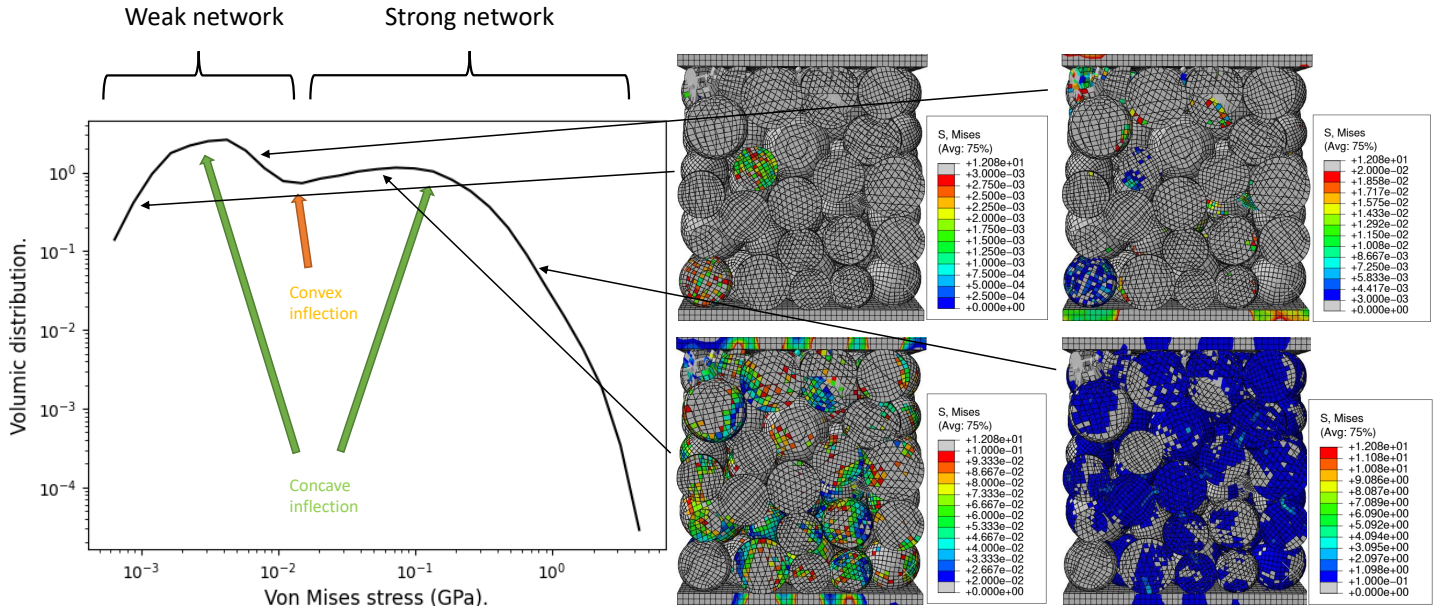 Weak network
Strong network
Volumic distribution.
10⁰
10⁻¹
10⁻²
10⁻³
10⁻⁴
Convex
inflection
Concave
inflection
10⁻³
10⁻²
10⁻¹
10⁰
Von Mises stress (GPa).
S, Mises
(Avg: 75%)
+1.208e+01
+3.000e−03
+2.750e−03
+2.500e−03
+2.250e−03
+2.000e−03
+1.750e−03
+1.500e−03
+1.250e−03
+1.000e−03
+7.500e−04
+5.000e−04
+2.500e−04
+0.000e+00
S, Mises
(Avg: 75%)
+1.208e+01
+2.000e−02
+1.858e−02
+1.717e−02
+1.575e−02
+1.433e−02
+1.292e−02
+1.150e−02
+1.008e−02
+8.667e−03
+7.250e−03
+5.833e−03
+4.417e−03
+3.000e−03
+0.000e+00
S, Mises
(Avg: 75%)
+1.208e+01
+1.000e−01
+9.333e−02
+8.667e−02
+8.000e−02
+7.333e−02
+6.667e−02
+6.000e−02
+5.333e−02
+4.667e−02
+4.000e−02
+3.333e−02
+2.667e−02
+2.000e−02
+0.000e+00
S, Mises
(Avg: 75%)
+1.208e+01
+1.108e+01
+1.008e+01
+9.086e+00
+8.087e+00
+7.089e+00
+6.090e+00
+5.092e+00
+4.094e+00
+3.095e+00
+2.097e+00
+1.098e+00
+1.000e−01
+0.000e+00